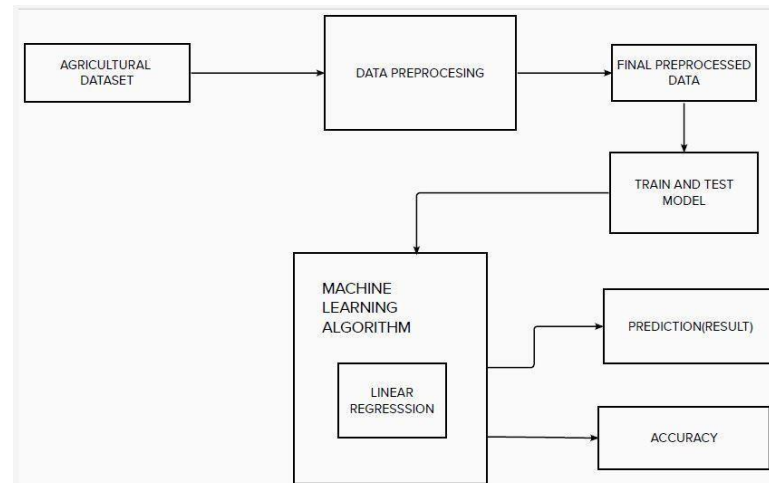 AGRICULTURAL
DATASET
DATA PREPROCESING
FINAL PREPROCESSED
DATA
TRAIN AND TEST
MODEL
MACHINE
LEARNING
ALGORITHM
LINEAR
REGRESSSION
PREDICTION(RESULT)
ACCURACY